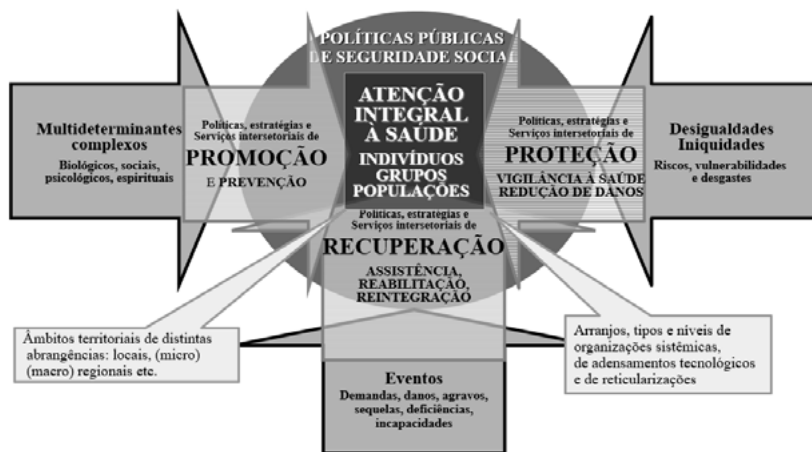 POLÍTICAS PÚBLICAS
DE SEGURIDADE SOCIAL
ATENÇÃO
INTEGRAL
À SAÚDE
INDIVÍDUOS
GRUPOS
POPULAÇÕES
Multideterminantes
complexos
Biológicos, sociais,
psicológicos, espirituais
Políticas, estratégias e
Serviços intersetoriais de
PROMOÇÃO
E PREVENÇÃO
Políticas, estratégias e
Serviços intersetoriais de
PROTEÇÃO
VIGILÂNCIA À SAÚDE
REDUÇÃO DE DANOS
Desigualdades
Iniquidades
Riscos, vulnerabilidades
e desgastes
Políticas, estratégias e
Serviços intersetoriais de
RECUPERAÇÃO
ASSISTÊNCIA,
REABILITAÇÃO,
REINTEGRAÇÃO
Âmbitos territoriais de distintas
abrangências: locais, (micro)
(macro) regionais etc.
Arranjos, tipos e níveis de
organizações sistêmicas,
de adensamentos tecnológicos
e de reticularizações
Eventos
Demandas, danos, agravos,
sequelas, deficiências,
incapacidades